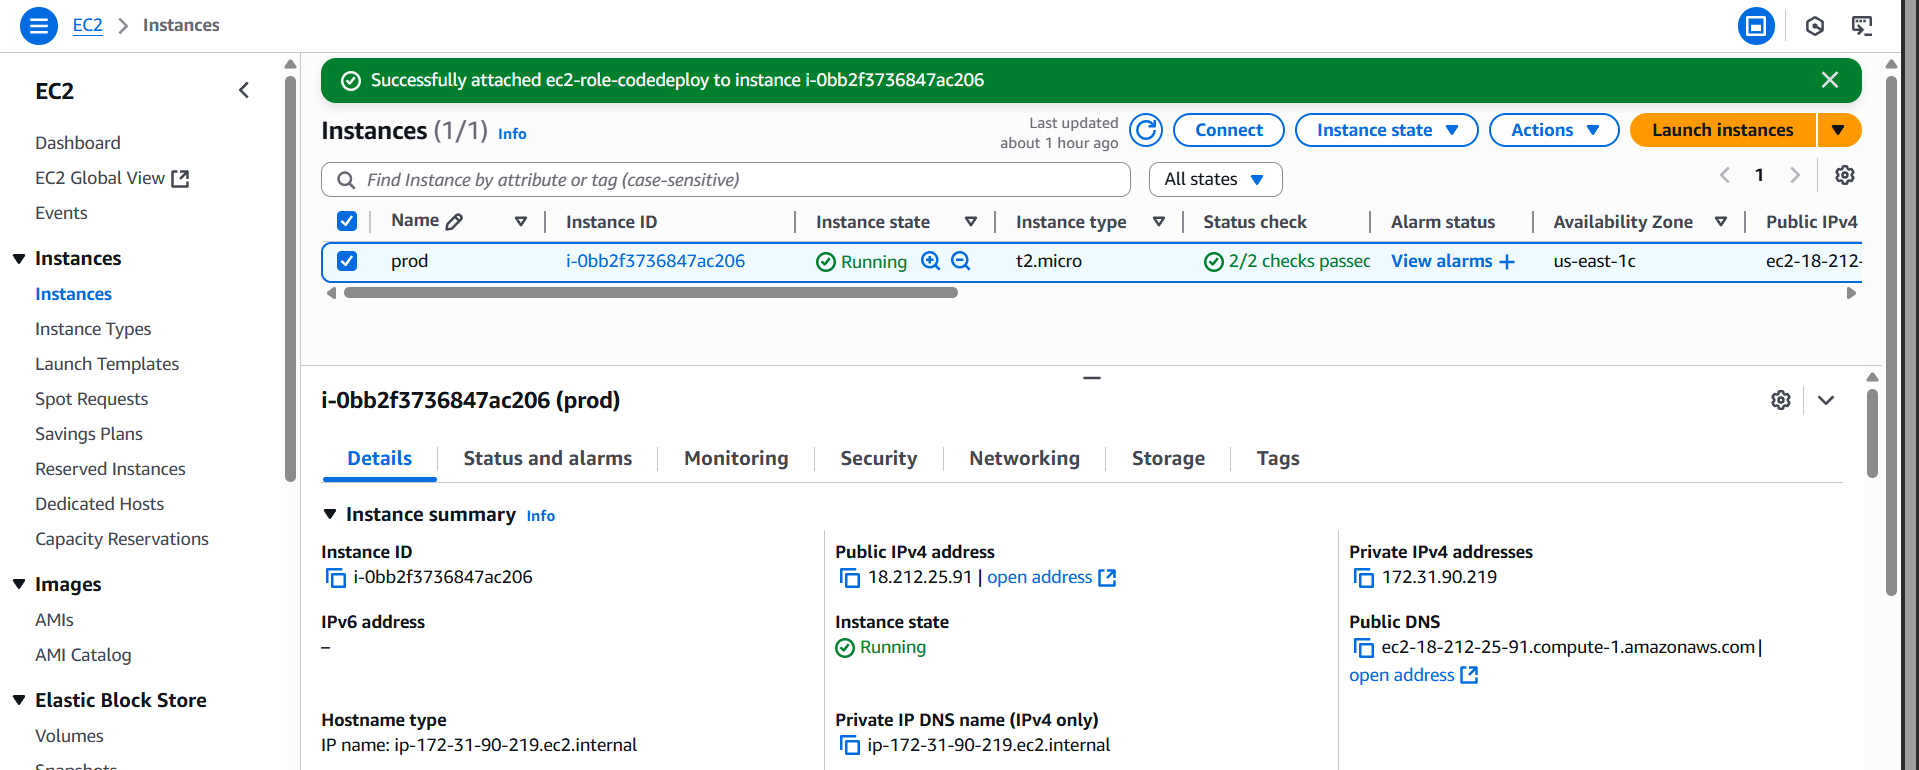 EC2 > Instances
EC2
Dashboard
EC2 Global View
Events
Instances
Instances
Instance Types
Launch Templates
Spot Requests
Savings Plans
Reserved Instances
Dedicated Hosts
Capacity Reservations
Images
AMIs
AMI Catalog
Elastic Block Store
Volumes
Snapshots
Successfully attached ec2-role-codedeploy to instance i-0bb2f3736847ac206
Instances (1/1) Info
Last updated
about 1 hour ago
Connect
Instance state
Actions
Launch instances
Find Instance by attribute or tag (case-sensitive)
All states
1
Name Instance ID Instance state Instance type Status check Alarm status Availability Zone Public IPv4
prod i-0bb2f3736847ac206 Running t2.micro 2/2 checks passed View alarms + us-east-1c ec2-18-212-
i-0bb2f3736847ac206 (prod)
Details Status and alarms Monitoring Security Networking Storage Tags
Instance summary Info
Instance ID
i-0bb2f3736847ac206
Public IPv4 address
18.212.25.91 | open address
Private IPv4 addresses
172.31.90.219
IPv6 address
–
Instance state
Running
Public DNS
ec2-18-212-25-91.compute-1.amazonaws.com |
open address
Hostname type
IP name: ip-172-31-90-219.ec2.internal
Private IP DNS name (IPv4 only)
ip-172-31-90-219.ec2.internal